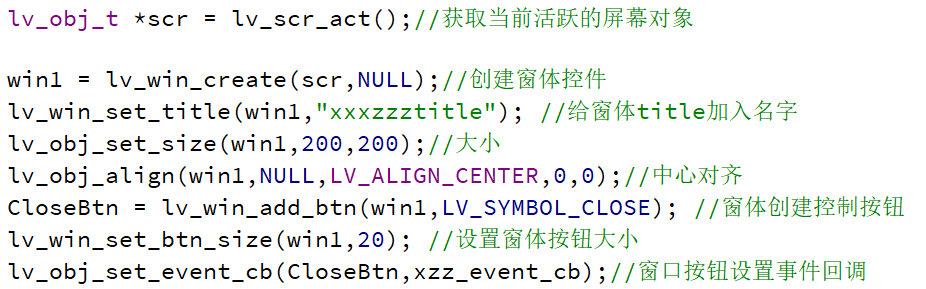 lv_obj_t *scr = lv_scr_act();//获取当前活跃的屏幕对象
win1 = lv_win_create(scr,NULL);//创建窗体控件
lv_win_set_title(win1,"xxxzzztitle"); //给窗体title加入名字
lv_obj_set_size(win1,200,200);//大小
lv_obj_align(win1,NULL,LV_ALIGN_CENTER,0,0);//中心对齐
CloseBtn = lv_win_add_btn(win1,LV_SYMBOL_CLOSE); //窗体创建控制按钮
lv_win_set_btn_size(win1,20); //设置窗体按钮大小
lv_obj_set_event_cb(CloseBtn,xzz_event_cb);//窗口按钮设置事件回调